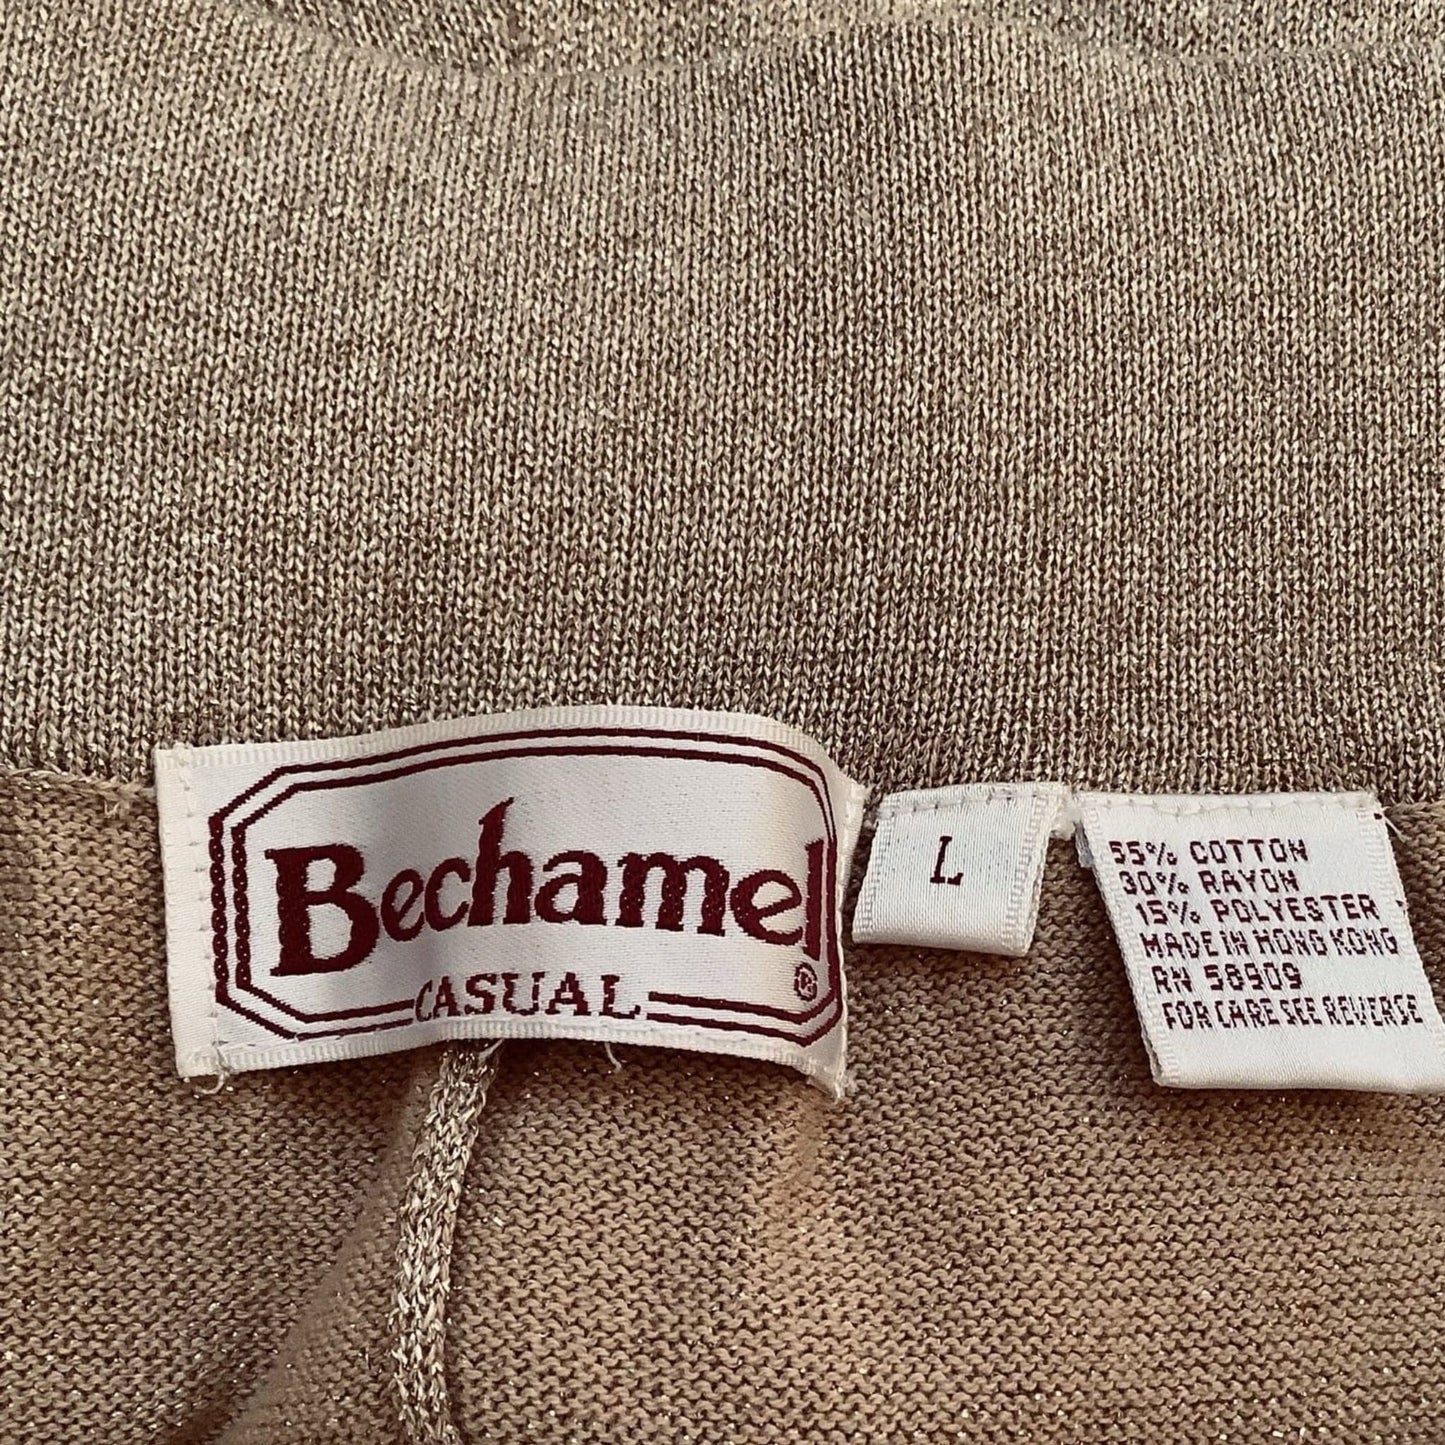 Bechamel
CASUAL ®
L
55% COTTON
30% RAYON
15% POLYESTER
MADE IN HONG KONG
RN 58909
FOR CARE SEE REVERSE